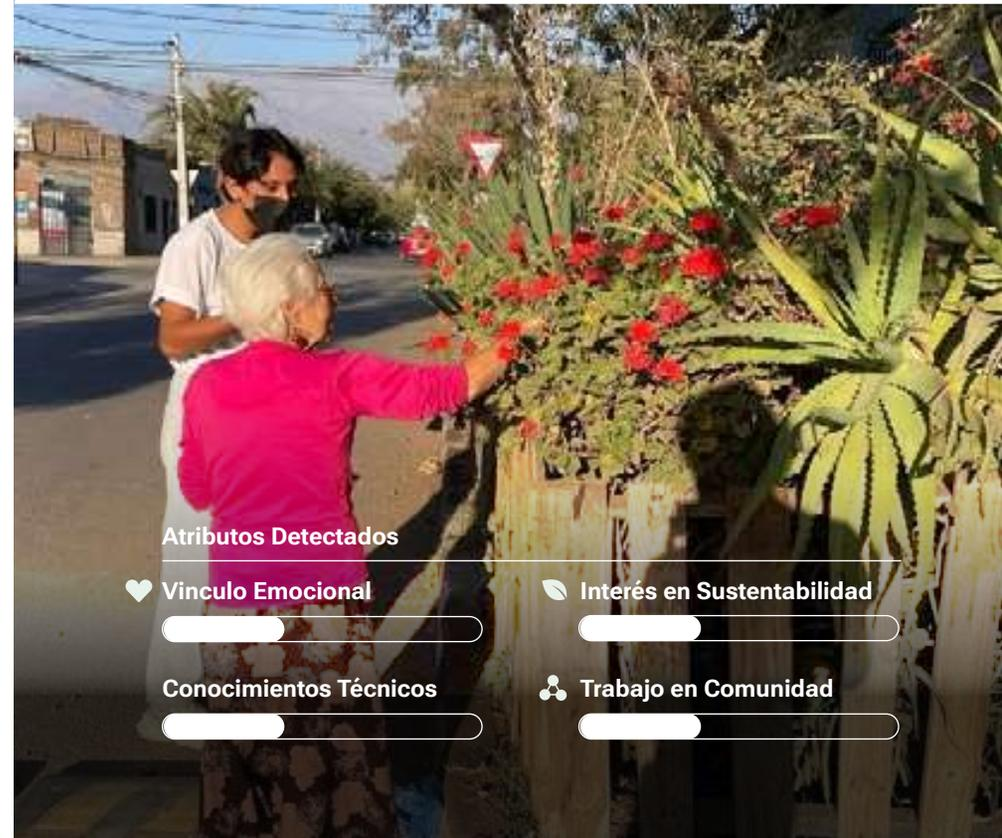 Atributos Detectados
Vinculo Emocional
Interés en Sustentabilidad
Conocimientos Técnicos
Trabajo en Comunidad